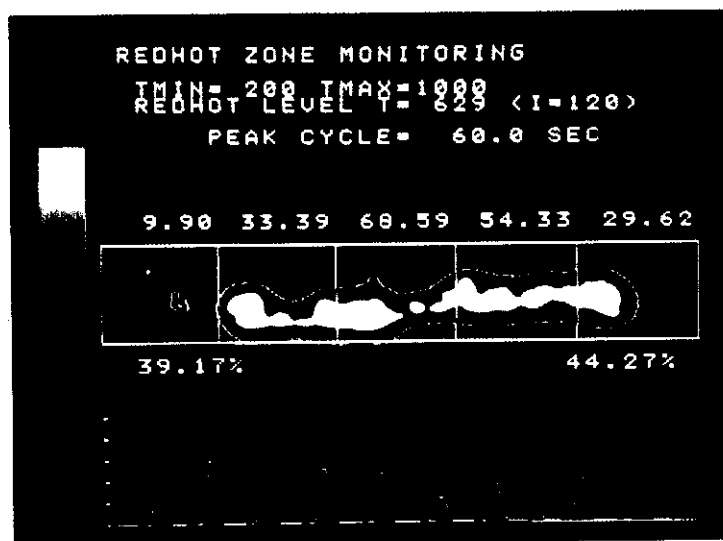 REDHOT ZONE MONITORING
TMIN= 200 TMAX=1000
REDHOT LEVEL T= 629 (I=120)
PEAK CYCLE= 60.0 SEC
9.90 33.39 68.59 54.33 29.62
39.17% 44.27%